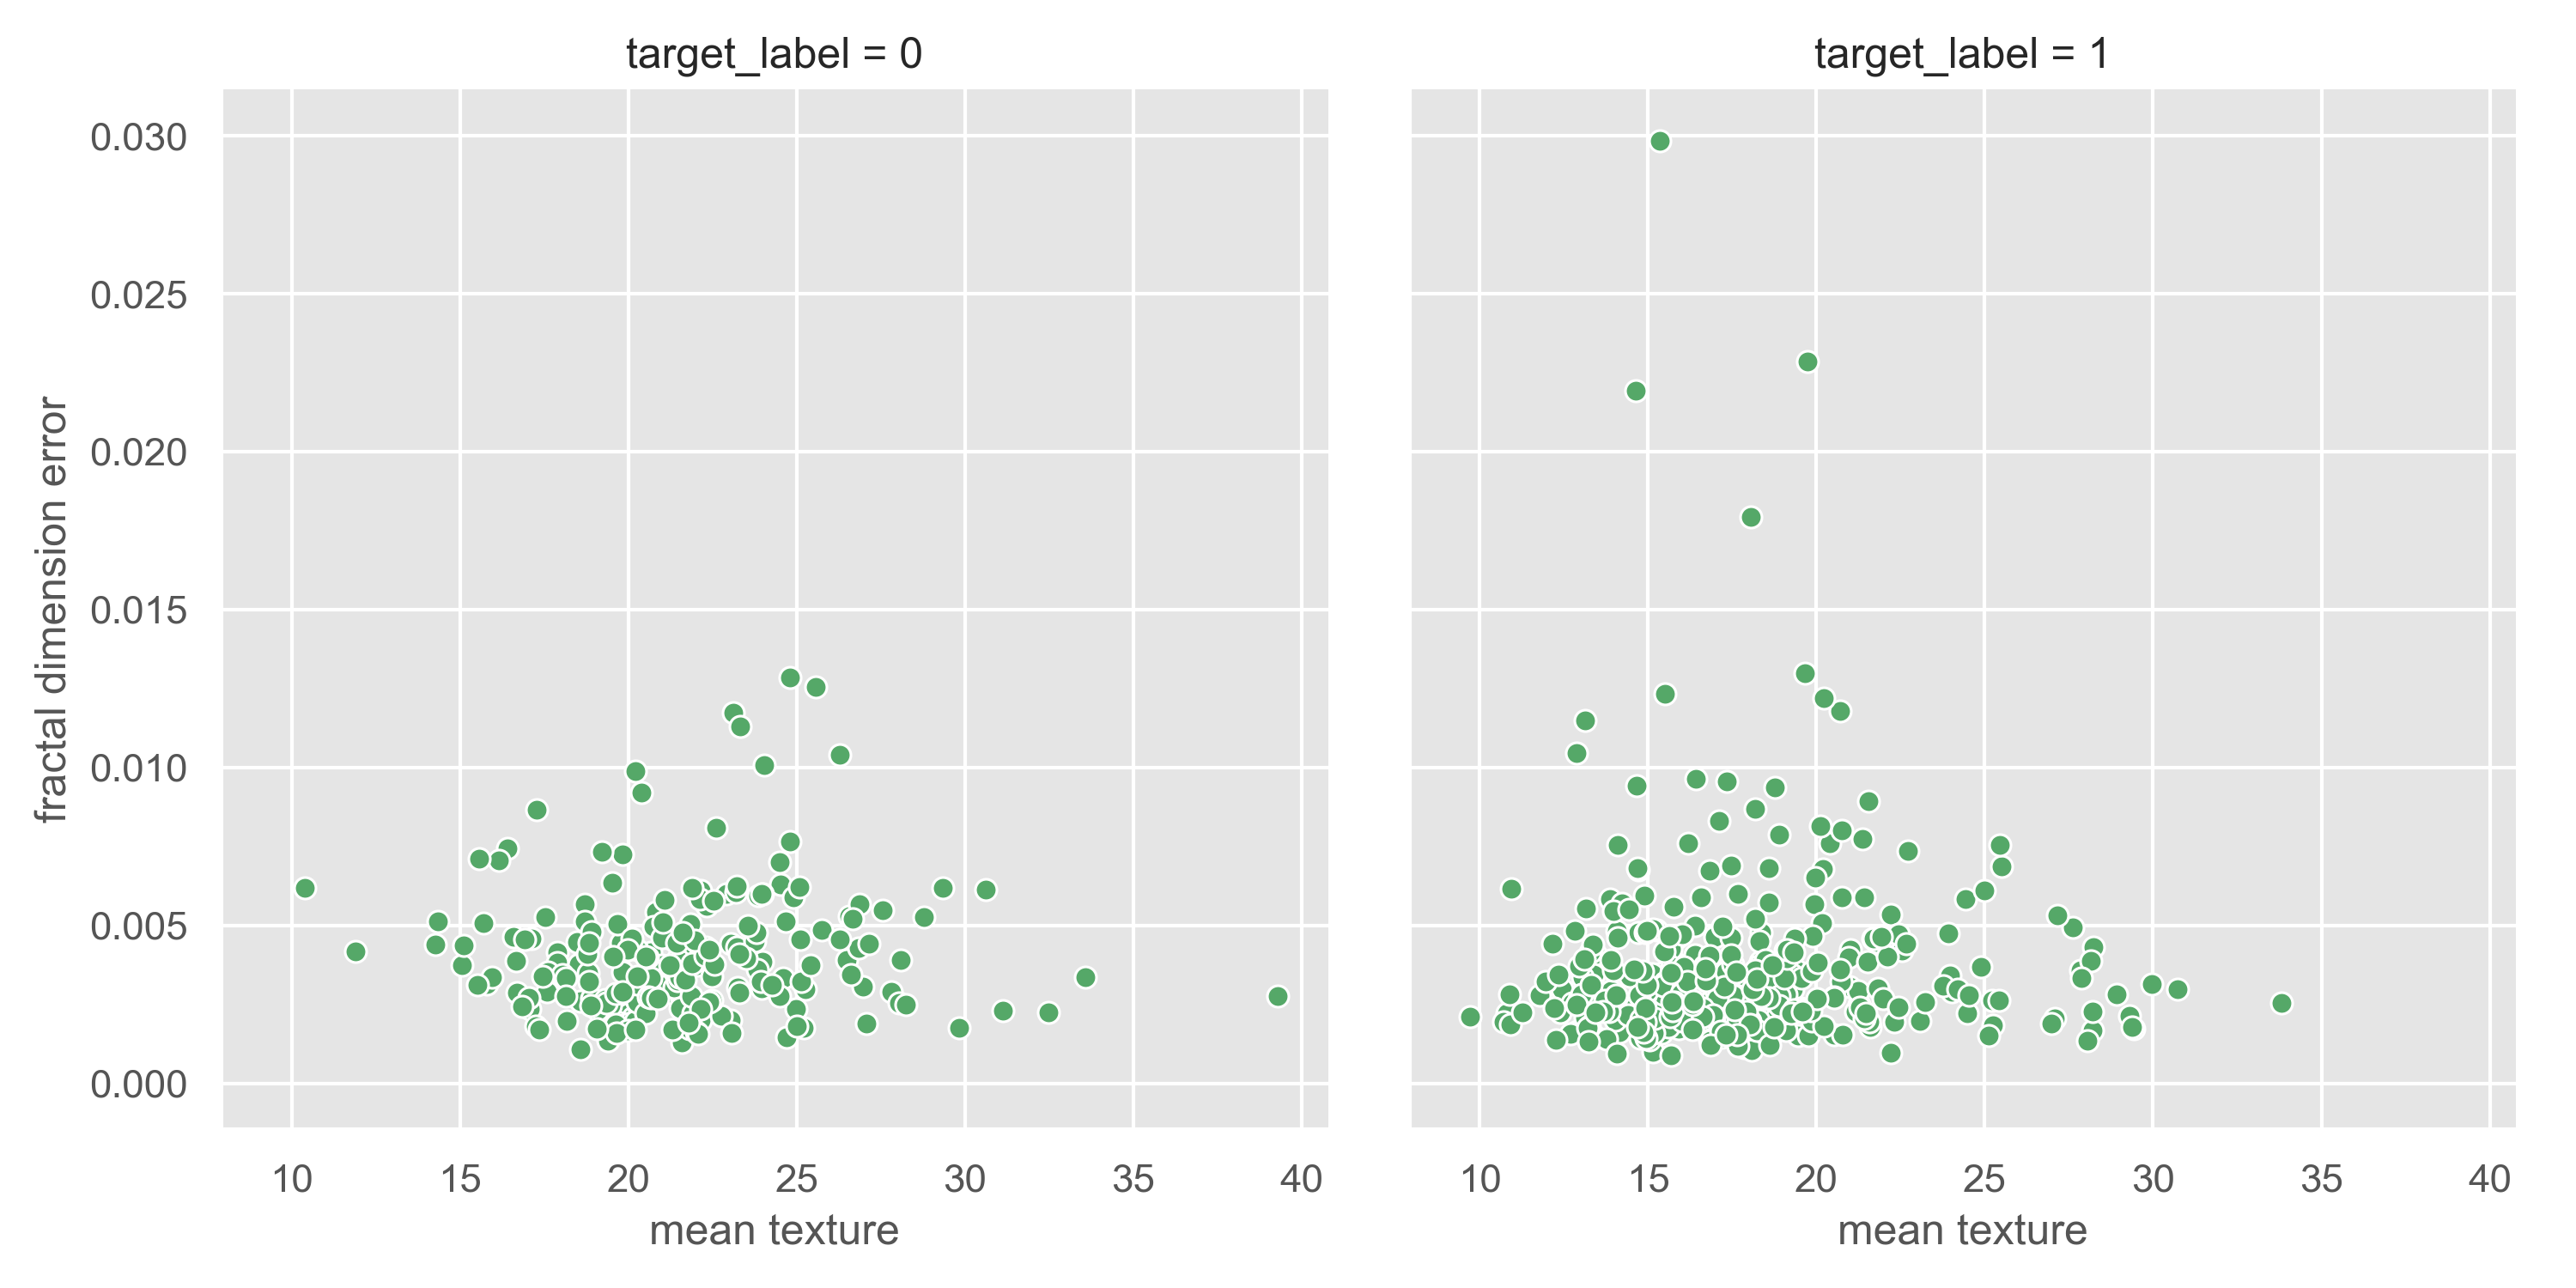 target_label = 0
target_label = 1
0.030
0.025
0.020
0.015
0.010
0.005
0.000
fractal dimension error
10 15 20 25 30 35 40
10 15 20 25 30 35 40
mean texture
mean texture